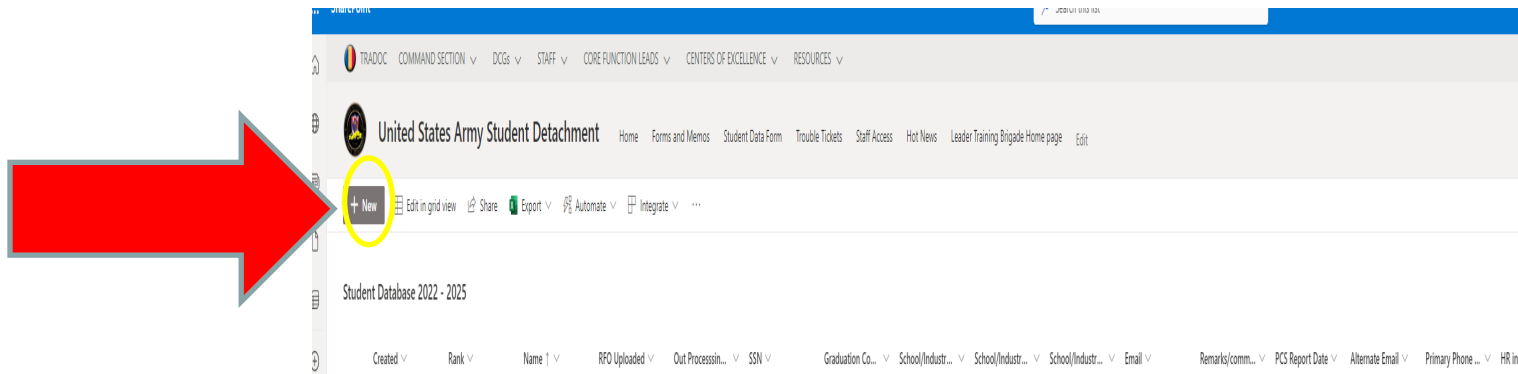 SharePoint Search this list
TRADOC COMMAND SECTION DCGs STAFF CORE FUNCTION LEADS CENTERS OF EXCELLENCE RESOURCES
United States Army Student Detachment Home Forms and Memos Student Data Form Trouble Tickets Staff Access Hot News Leader Training Brigade Home page Edit
+ New Edit in grid view Share Export Automate Integrate ...
Student Database 2022 - 2025
Created Rank Name ↑ RFO Uploaded Out Processsin... SSN Graduation Co... School/Industr... School/Industr... School/Industr... Email Remarks/comm... PCS Report Date Alternate Email Primary Phone ... HR in